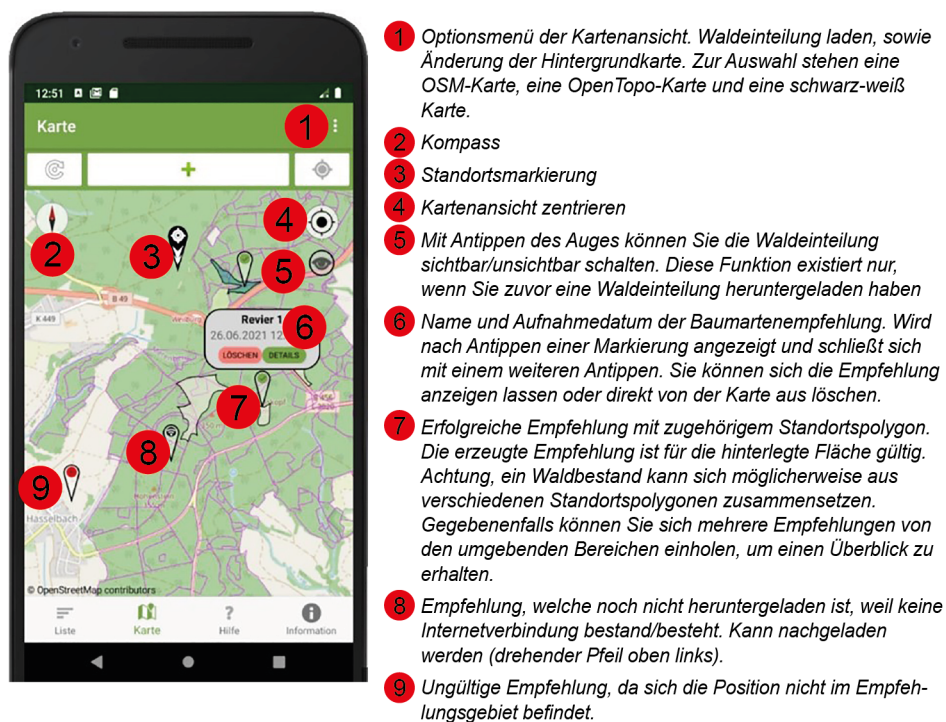 12:51
Karte
1
2
3
4
5
6
7
8
9
B 49
K 449
Revier 1
26.06.2021 12
LÖSCHEN DETAILS
Hasselbach
© OpenStreetMap contributors
Liste
Karte
?
Hilfe
Information
1 Optionsmenü der Kartenansicht. Waldeinteilung laden, sowie
Änderung der Hintergrundkarte. Zur Auswahl stehen eine
OSM-Karte, eine OpenTopo-Karte und eine schwarz-weiß
Karte.
2 Kompass
3 Standortsmarkierung
4 Kartenansicht zentrieren
5 Mit Antippen des Auges können Sie die Waldeinteilung
sichtbar/unsichtbar schalten. Diese Funktion existiert nur,
wenn Sie zuvor eine Waldeinteilung heruntergeladen haben
6 Name und Aufnahmedatum der Baumartenempfehlung. Wird
nach Antippen einer Markierung angezeigt und schließt sich
mit einem weiteren Antippen. Sie können sich die Empfehlung
anzeigen lassen oder direkt von der Karte aus löschen.
7 Erfolgreiche Empfehlung mit zugehörigem Standortspolygon.
Die erzeugte Empfehlung ist für die hinterlegte Fläche gültig.
Achtung, ein Waldbestand kann sich möglicherweise aus
verschiedenen Standortspolygonen zusammensetzen.
Gegebenenfalls können Sie sich mehrere Empfehlungen von
den umgebenden Bereichen einholen, um einen Überblick zu
erhalten.
8 Empfehlung, welche noch nicht heruntergeladen ist, weil keine
Internetverbindung bestand/besteht. Kann nachgeladen
werden (drehender Pfeil oben links).
9 Ungültige Empfehlung, da sich die Position nicht im Empfeh-
lungsgebiet befindet.